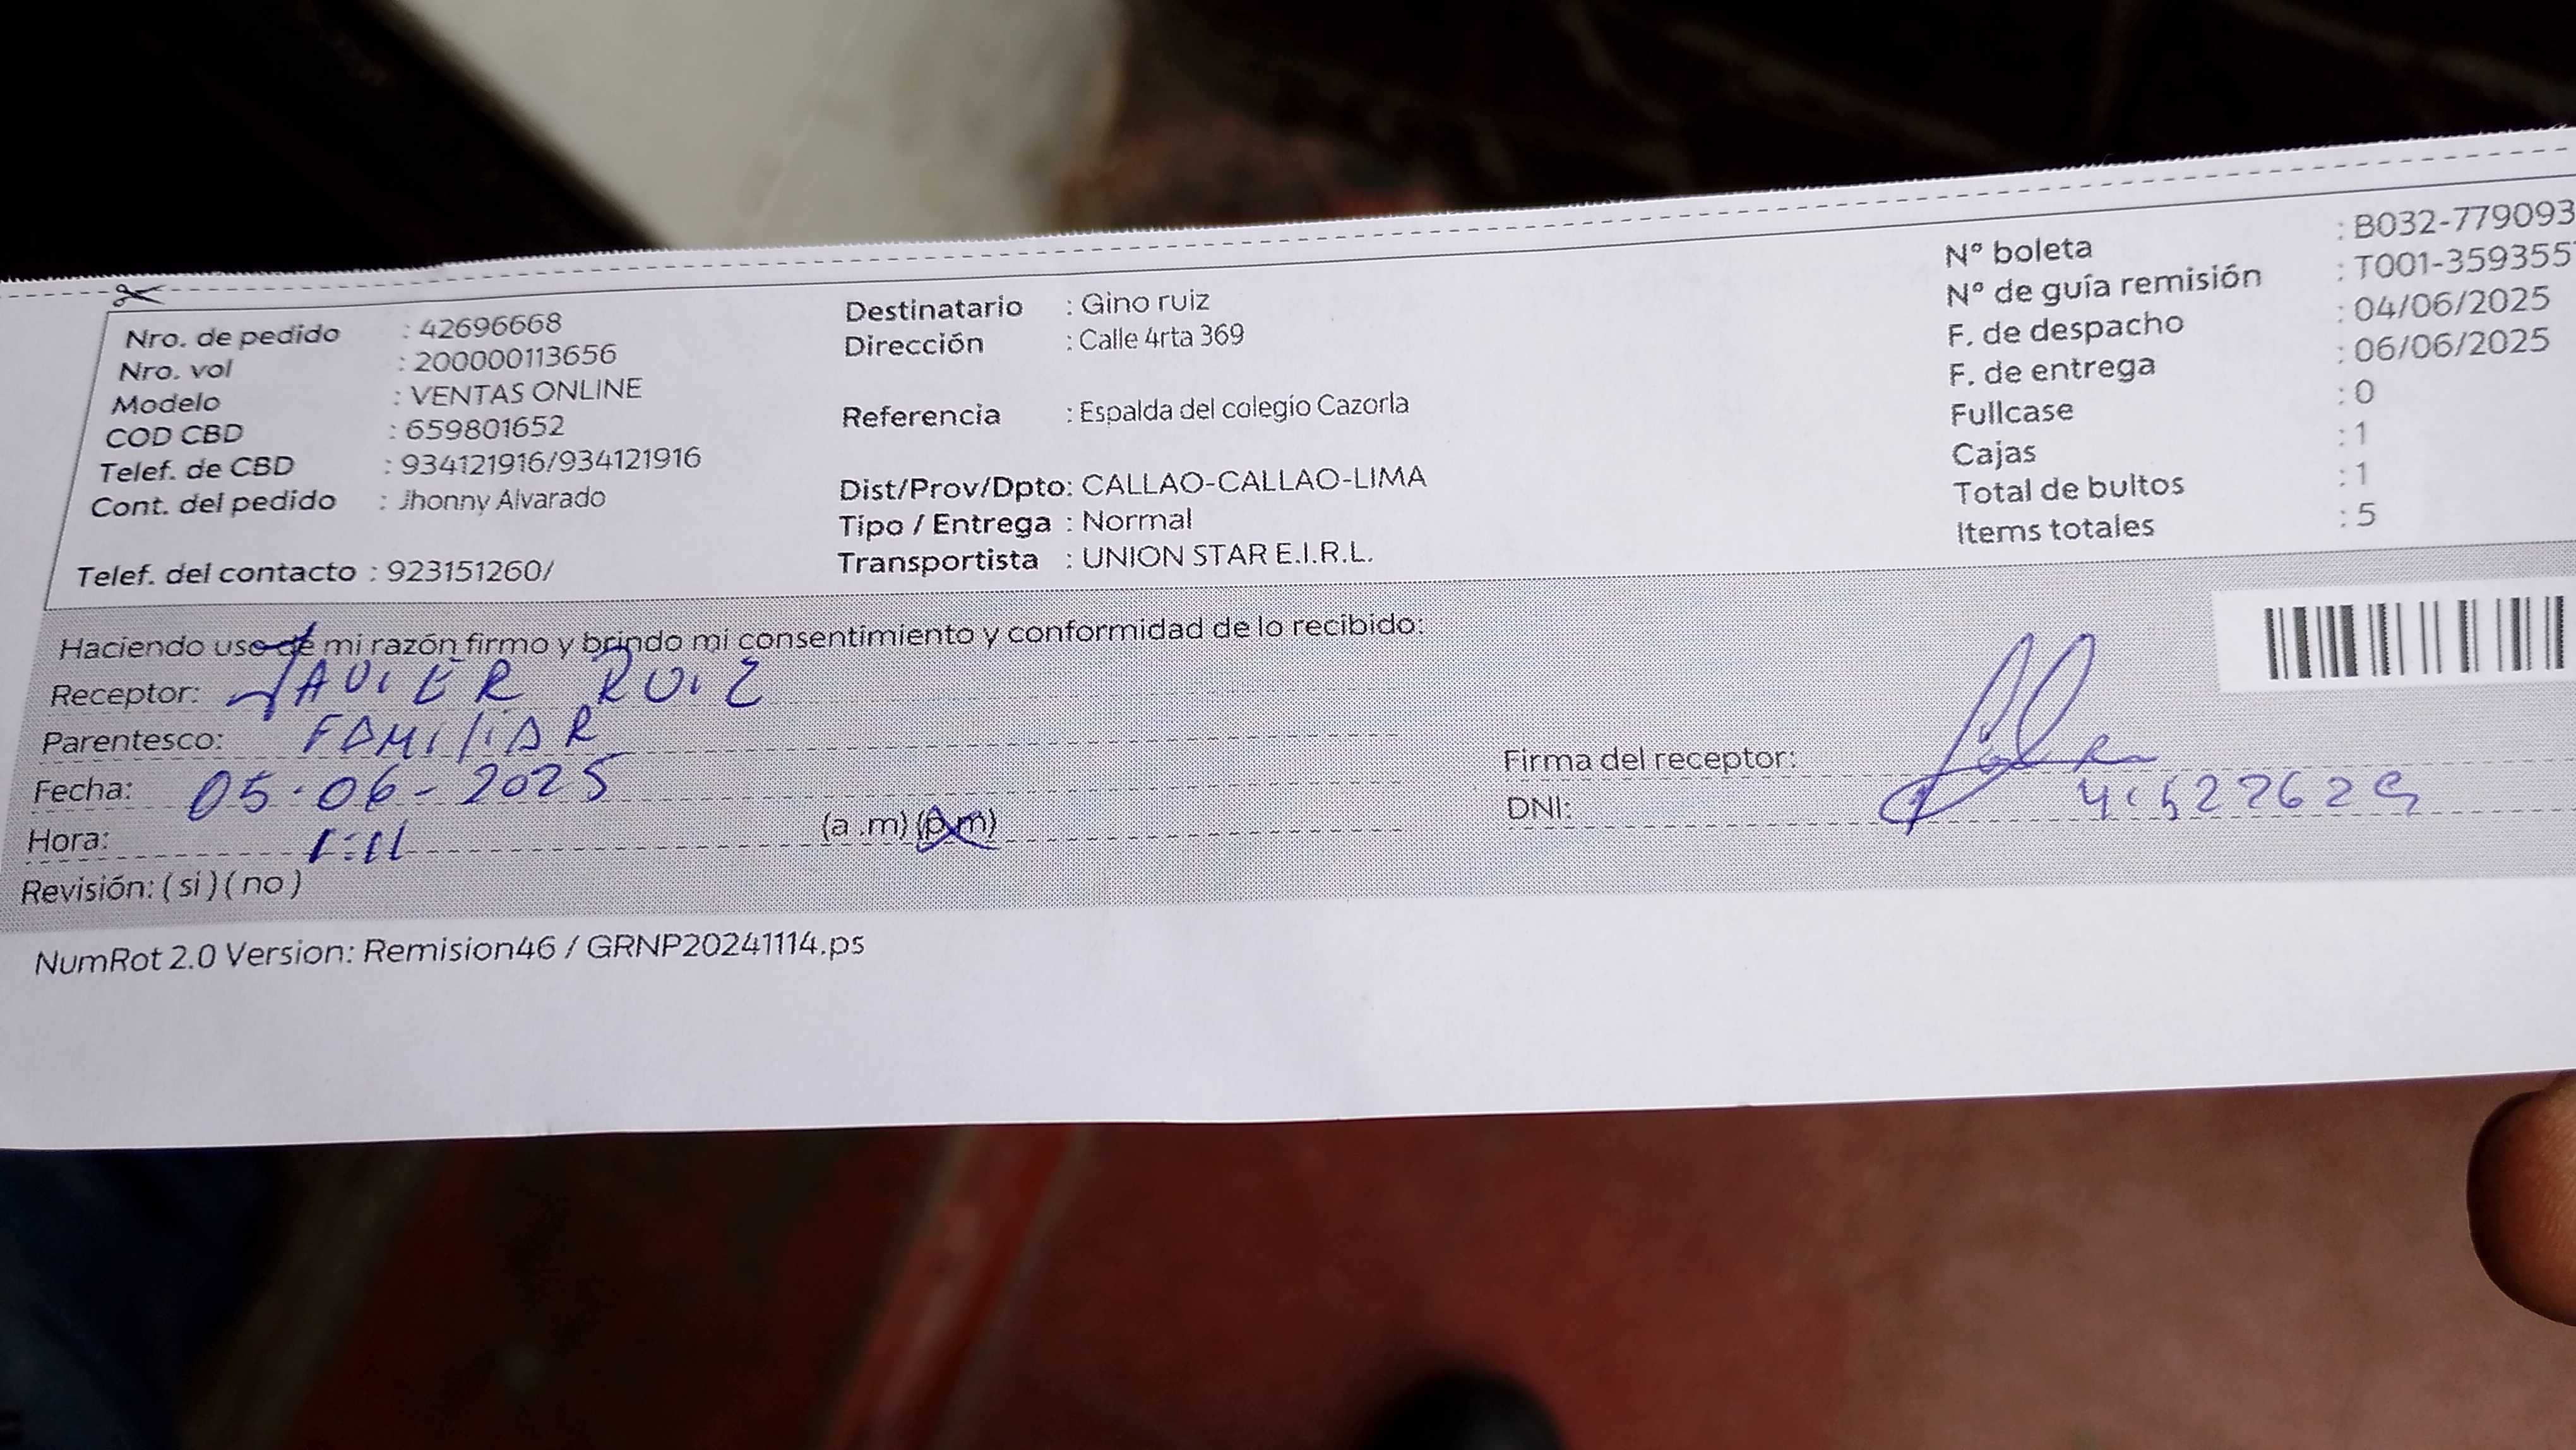 Nro. de pedido : 42696668
Nro. vol : 200000113656
Modelo : VENTAS ONLINE
COD CBD : 659801652
Telef. de CBD : 934121916/934121916
Cont. del pedido : Jhonny Alvarado
Telef. del contacto : 923151260/
Destinatario : Gino ruiz
Dirección : Calle 4rta 369
Referencia : Espalda del colegio Cazorla
Dist/Prov/Dpto: CALLAO-CALLAO-LIMA
Tipo / Entrega : Normal
Transportista : UNION STAR E.I.R.L.
N° boleta : B032-779093
N° de guía remisión : T001-359355
F. de despacho : 04/06/2025
F. de entrega : 06/06/2025
Fullcase : 0
Cajas : 1
Total de bultos : 1
Items totales : 5
Haciendo uso de mi razón firmo y brindo mi consentimiento y conformidad de lo recibido:
Receptor: JAVIER RUIZ
Parentesco: FAMILIAR
Fecha: 05-06-2025
Hora: 1:11 (a.m) (p.m)
Revisión: ( si ) ( no )
Firma del receptor:
DNI:
NumRot 2.0 Version: Remision46 / GRNP20241114.ps